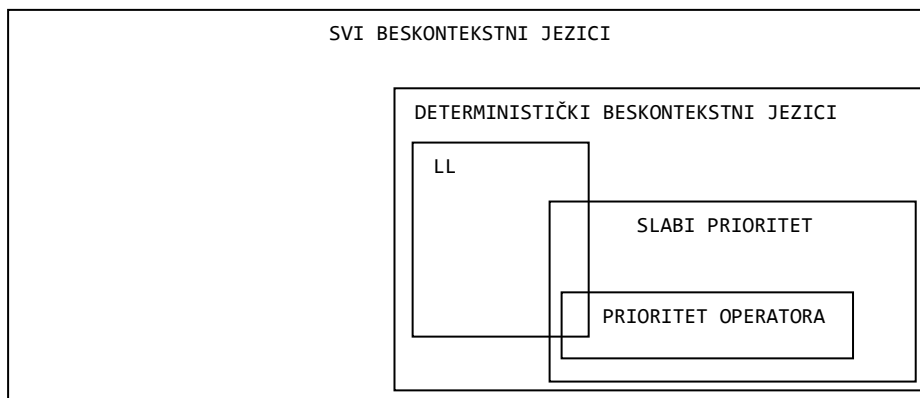 SVI BESKONTEKSTNI JEZICI
DETERMINISTIČKI BESKONTEKSTNI JEZICI
LL
SLABI PRIORITET
PRIORITET OPERATORA